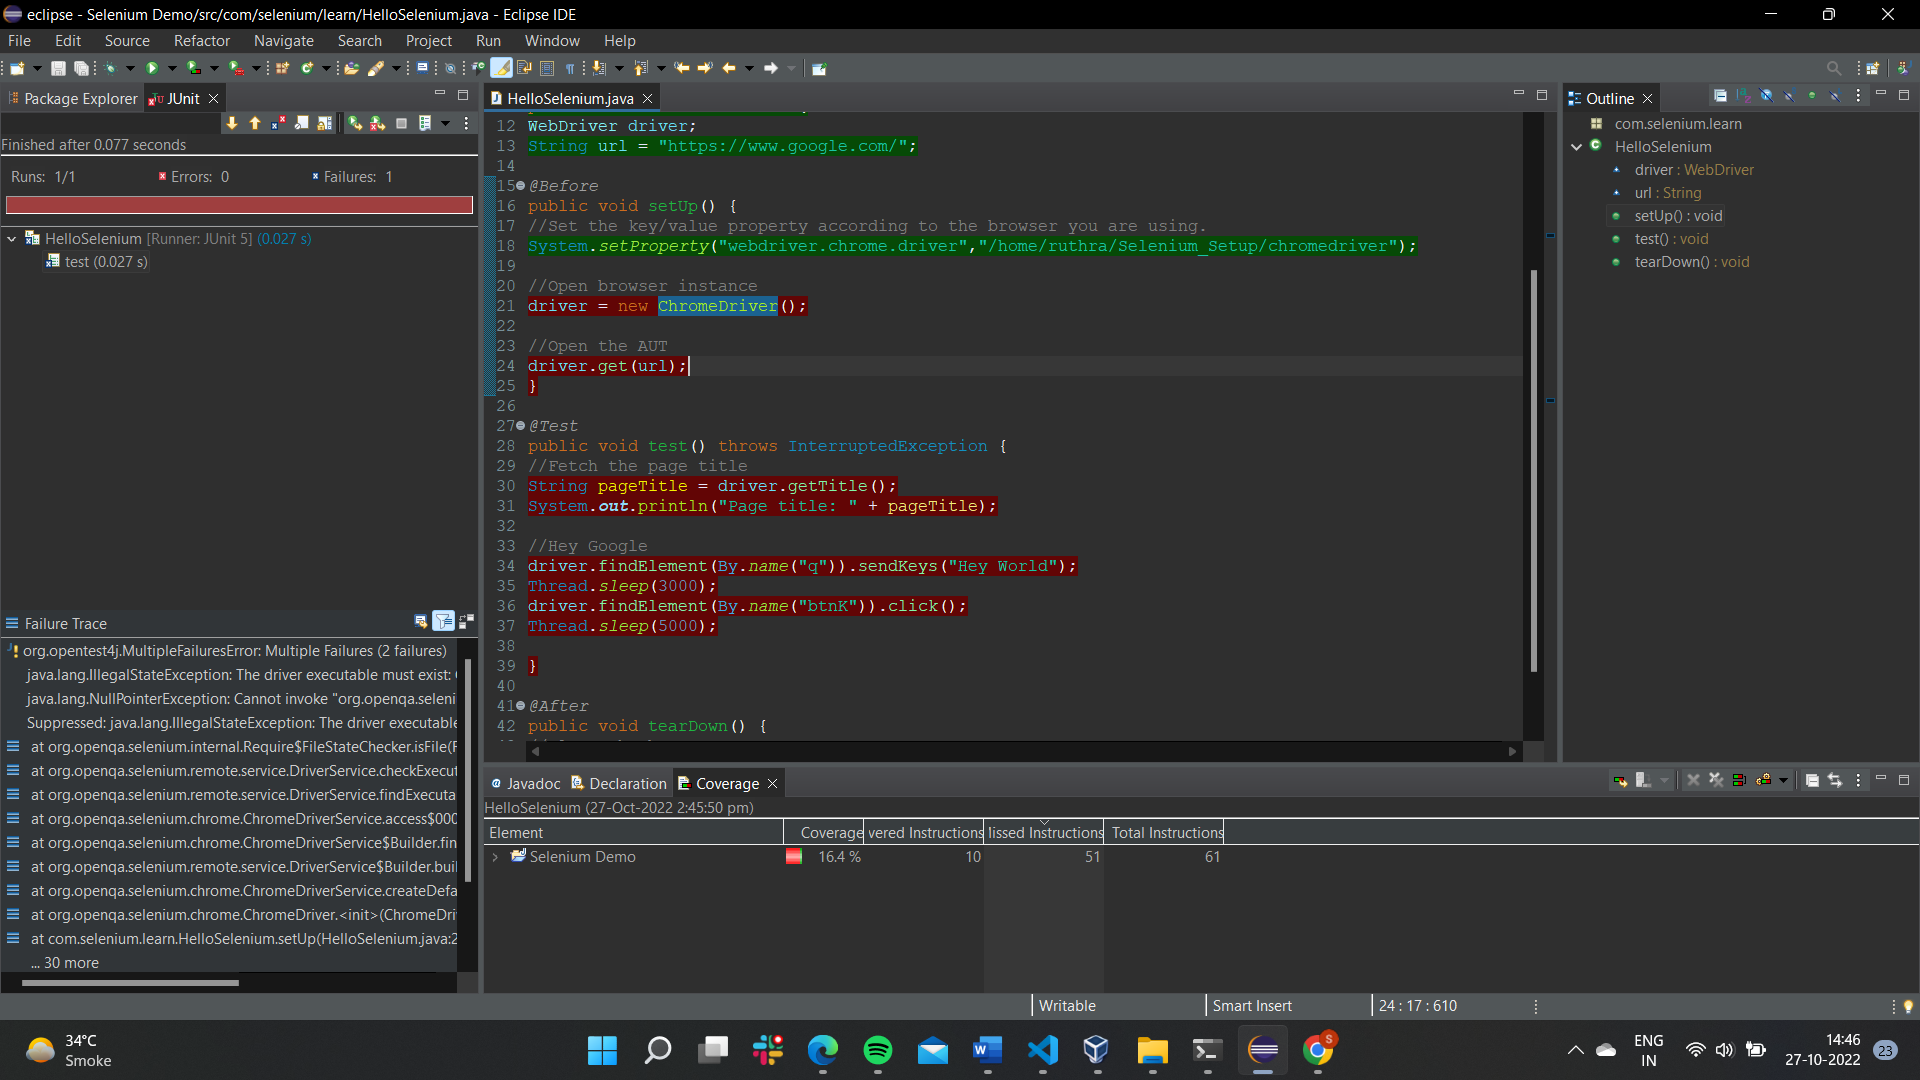 eclipse - Selenium Demo/src/com/selenium/learn/HelloSelenium.java - Eclipse IDE
File Edit Source Refactor Navigate Search Project Run Window Help
Package Explorer JUnit
Finished after 0.077 seconds
Runs: 1/1 Errors: 0 Failures: 1
HelloSelenium [Runner: JUnit 5] (0.027 s)
test (0.027 s)
Failure Trace
org.opentest4j.MultipleFailuresError: Multiple Failures (2 failures)
java.lang.IllegalStateException: The driver executable must exist:
java.lang.NullPointerException: Cannot invoke "org.openqa.seleni
Suppressed: java.lang.IllegalStateException: The driver executable
at org.openqa.selenium.internal.Require$FileStateChecker.isFile(
at org.openqa.selenium.remote.service.DriverService.checkExecut
at org.openqa.selenium.remote.service.DriverService.findExecuta
at org.openqa.selenium.chrome.ChromeDriverService.access$000
at org.openqa.selenium.chrome.ChromeDriverService$Builder.fin
at org.openqa.selenium.remote.service.DriverService$Builder.buil
at org.openqa.selenium.chrome.ChromeDriverService.createDefa
at org.openqa.selenium.chrome.ChromeDriver.<init>(ChromeDri
at com.selenium.learn.HelloSelenium.setUp(HelloSelenium.java:2
... 30 more
HelloSelenium.java
12 WebDriver driver;
13 String url = "https://www.google.com/";
14
15 @Before
16 public void setUp() {
17 //Set the key/value property according to the browser you are using.
18 System.setProperty("webdriver.chrome.driver","/home/ruthra/Selenium_Setup/chromedriver");
19
20 //Open browser instance
21 driver = new ChromeDriver();
22
23 //Open the AUT
24 driver.get(url);
25 }
26
27 @Test
28 public void test() throws InterruptedException {
29 //Fetch the page title
30 String pageTitle = driver.getTitle();
31 System.out.println("Page title: " + pageTitle);
32
33 //Hey Google
34 driver.findElement(By.name("q")).sendKeys("Hey World");
35 Thread.sleep(3000);
36 driver.findElement(By.name("btnK")).click();
37 Thread.sleep(5000);
38
39 }
40
41 @After
42 public void tearDown() {
Outline
com.selenium.learn
HelloSelenium
driver : WebDriver
url : String
setUp() : void
test() : void
tearDown() : void
Javadoc Declaration Coverage
HelloSelenium (27-Oct-2022 2:45:50 pm)
Element Coverage vered Instructions lissed Instructions Total Instructions
Selenium Demo 16.4 % 10 51 61
Writable Smart Insert 24 : 17 : 610
34°C
Smoke
ENG
IN
14:46
27-10-2022
23